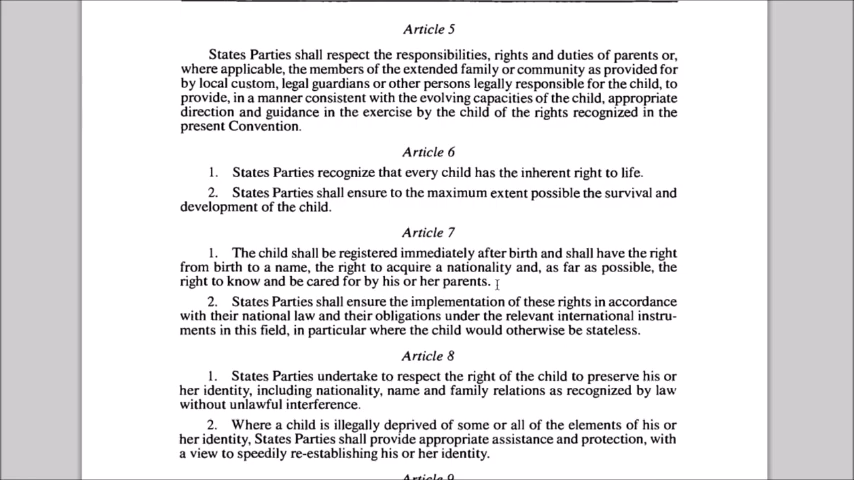 Article 5
States Parties shall respect the responsibilities, rights and duties of parents or,
where applicable, the members of the extended family or community as provided for
by local custom, legal guardians or other persons legally responsible for the child, to
provide, in a manner consistent with the evolving capacities of the child, appropriate
direction and guidance in the exercise by the child of the rights recognized in the
present Convention.
Article 6
1. States Parties recognize that every child has the inherent right to life.
2. States Parties shall ensure to the maximum extent possible the survival and
development of the child.
Article 7
1. The child shall be registered immediately after birth and shall have the right
from birth to a name, the right to acquire a nationality and, as far as possible, the
right to know and be cared for by his or her parents.
2. States Parties shall ensure the implementation of these rights in accordance
with their national law and their obligations under the relevant international instru-
ments in this field, in particular where the child would otherwise be stateless.
Article 8
1. States Parties undertake to respect the right of the child to preserve his or
her identity, including nationality, name and family relations as recognized by law
without unlawful interference.
2. Where a child is illegally deprived of some or all of the elements of his or
her identity, States Parties shall provide appropriate assistance and protection, with
a view to speedily re-establishing his or her identity.
Article 9